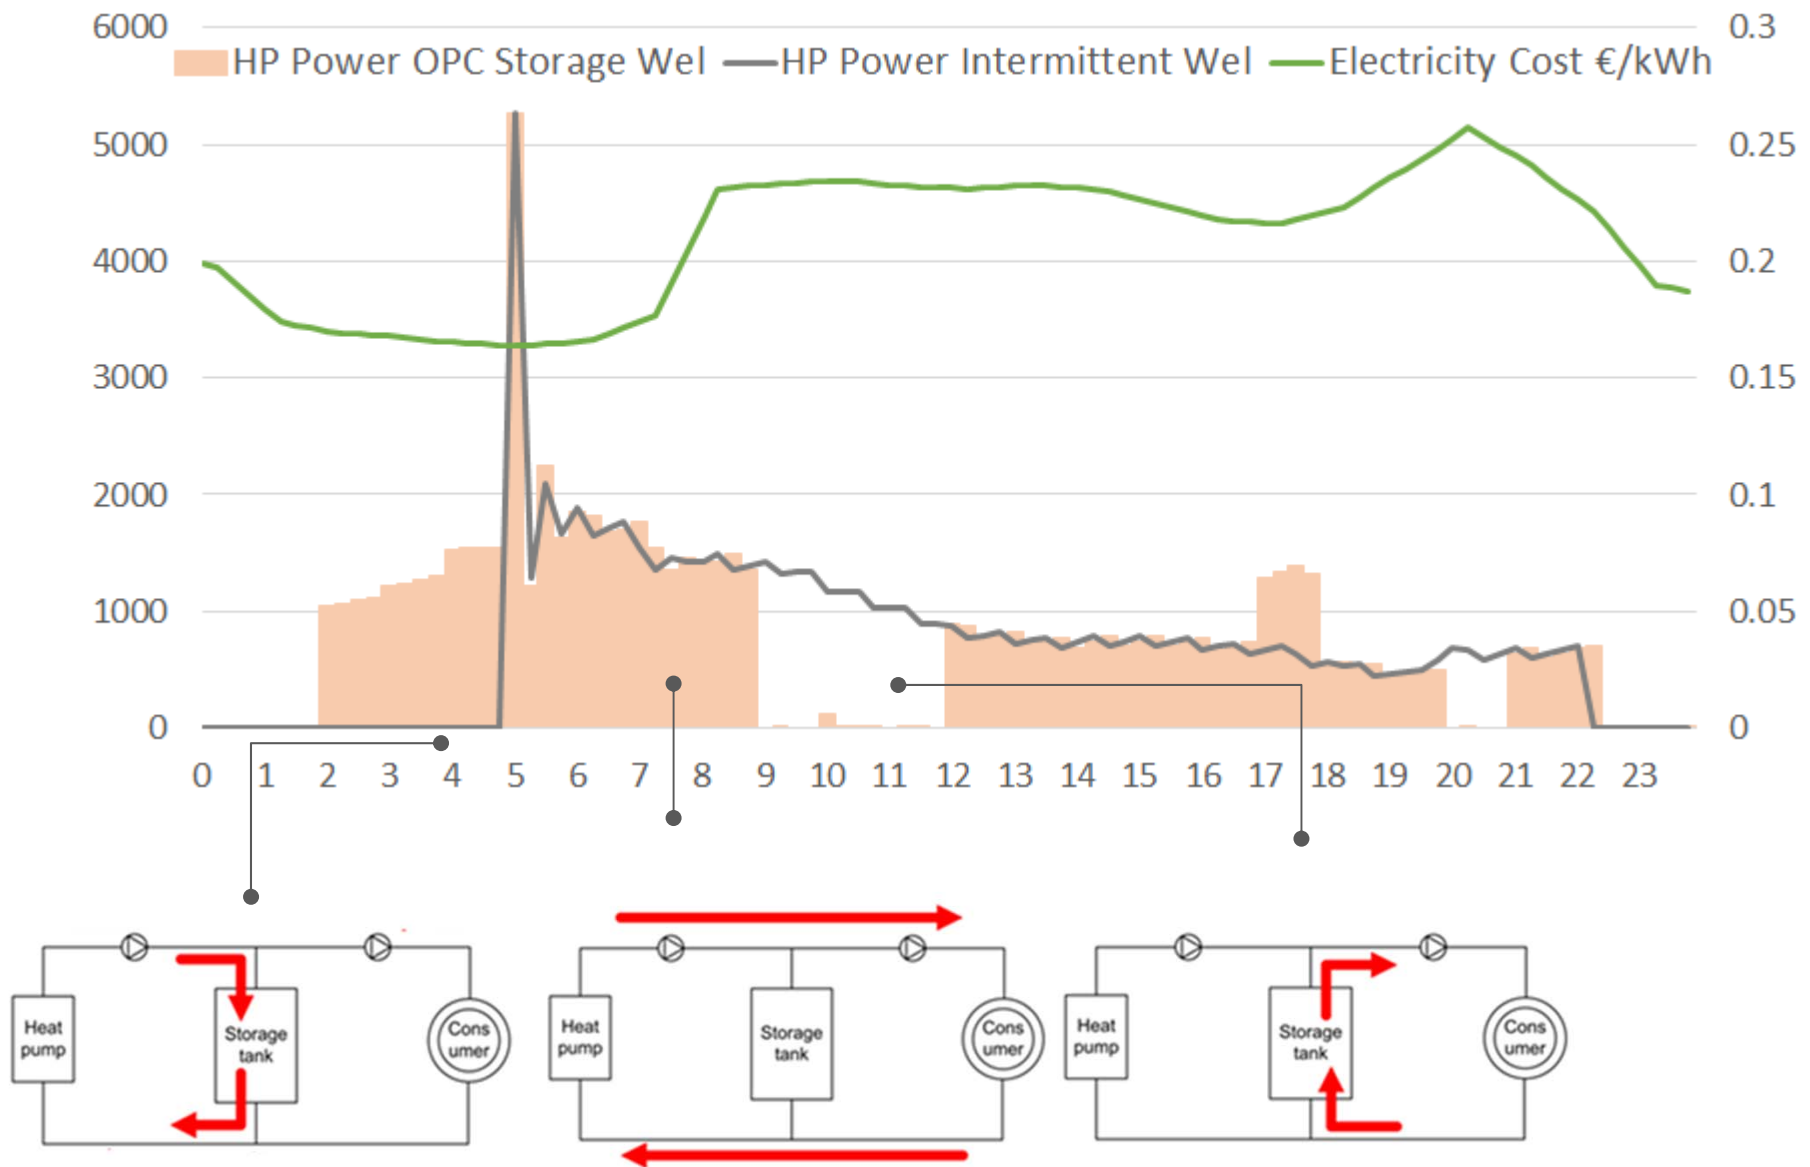 6000
0.3
HP Power OPC Storage Wel
HP Power Intermittent Wel
Electricity Cost €/kWh
5000
0.25
4000
0.2
3000
0.15
2000
0.1
1000
0.05
0
0
0 1 2 3 4 5 6 7 8 9 10 11 12 13 14 15 16 17 18 19 20 21 22 23
Heat
pump
Storage
tank
Cons
umer
Heat
pump
Storage
tank
Cons
umer
Heat
pump
Storage
tank
Cons
umer